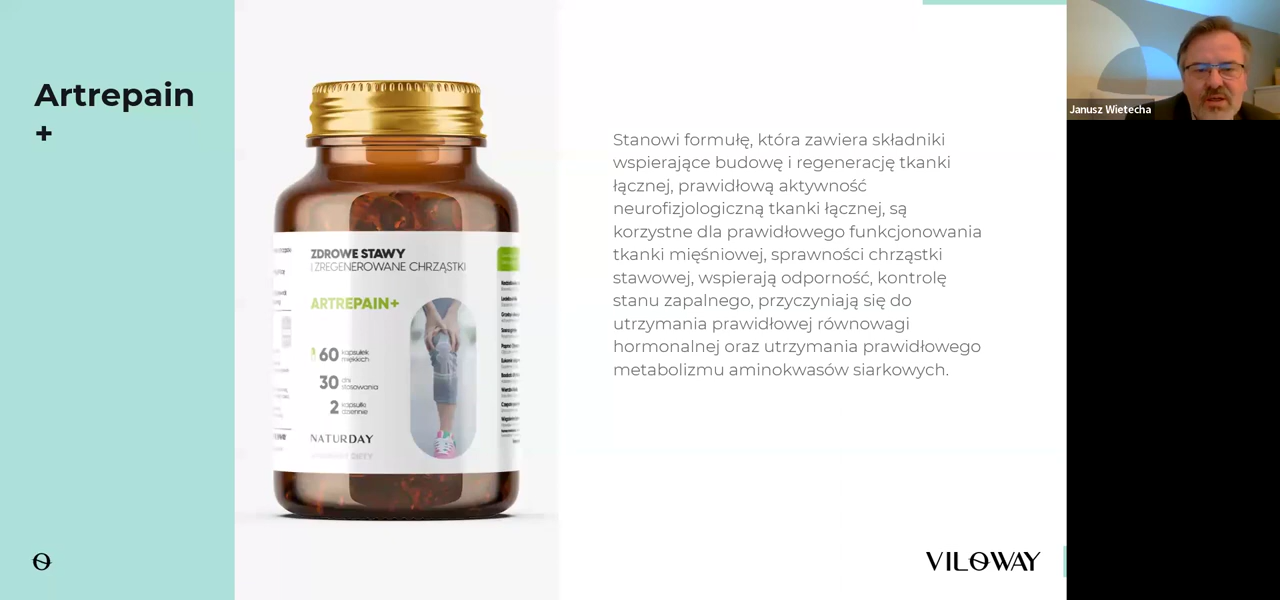 Artrepain
+
ZDROWE STAWY
I ZREGENEROWANE CHRZĄSTKI
ARTREPAIN+
60 kapsułek
miękkich
30 dni
stosowania
2 kapsułki
dziennie
NATURDAY
Stanowi formułę, która zawiera składniki
wspierające budowę i regenerację tkanki
łącznej, prawidłową aktywność
neurofizjologiczną tkanki łącznej, są
korzystne dla prawidłowego funkcjonowania
tkanki mięśniowej, sprawności chrząstki
stawowej, wspierają odporność, kontrolę
stanu zapalnego, przyczyniają się do
utrzymania prawidłowej równowagi
hormonalnej oraz utrzymania prawidłowego
metabolizmu aminokwasów siarkowych.
VILOWAY
Janusz Wietecha